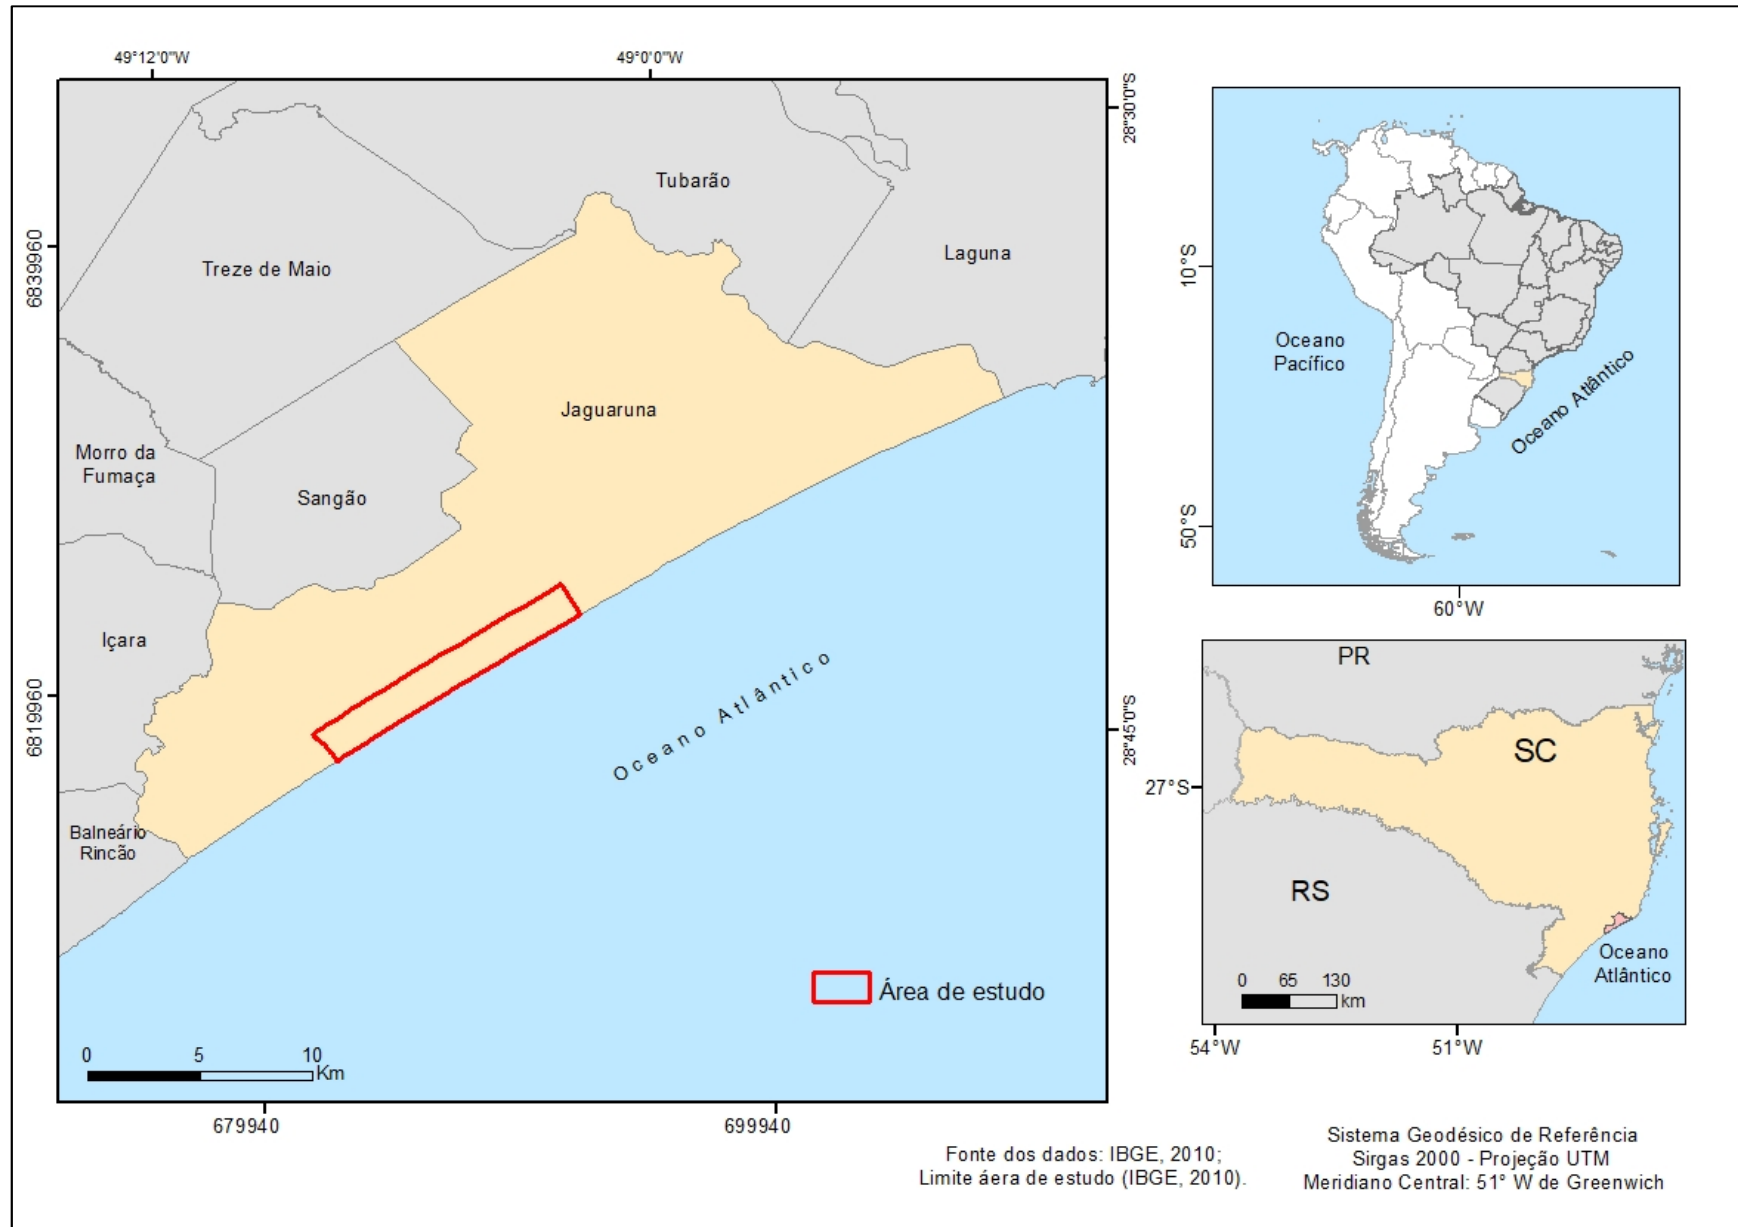 49°12'0"W
49°0'0"W
28°30'0"S
Tubarão
Laguna
Treze de Maio
6839960
Jaguaruna
Morro da
Fumaça
Sangão
Içara
6819960
28°45'0"S
Oceano Atlântico
Balneário
Rincão
Área de estudo
0 5 10
Km
679940
699940
10°S
Oceano
Pacífico
Oceano Atlântico
50°S
60°W
PR
SC
27°S
RS
Oceano
Atlântico
0 65 130
km
54°W
51°W
Fonte dos dados: IBGE, 2010;
Limite áera de estudo (IBGE, 2010).
Sistema Geodésico de Referência
Sirgas 2000 - Projeção UTM
Meridiano Central: 51° W de Greenwich